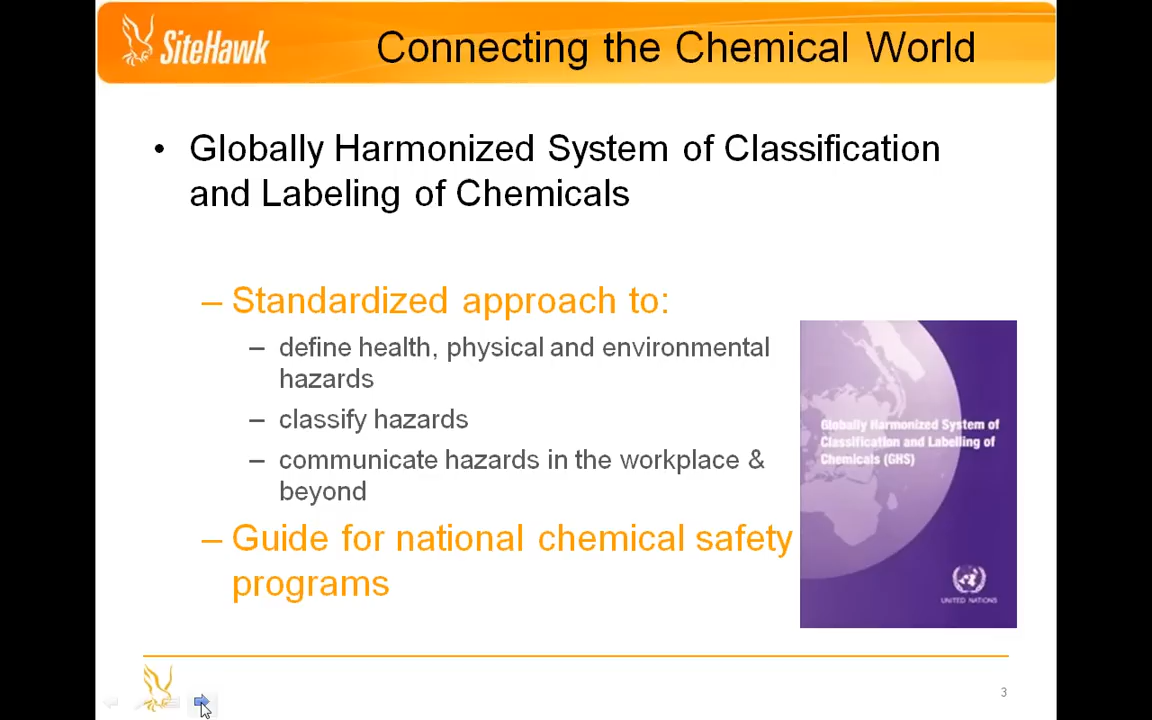 SiteHawk
Connecting the Chemical World
• Globally Harmonized System of Classification
and Labeling of Chemicals
– Standardized approach to:
– define health, physical and environmental
hazards
– classify hazards
– communicate hazards in the workplace &
beyond
– Guide for national chemical safety
programs
Globally Harmonized System of
Classification and Labelling of
Chemicals (GHS)
UNITED NATIONS
3